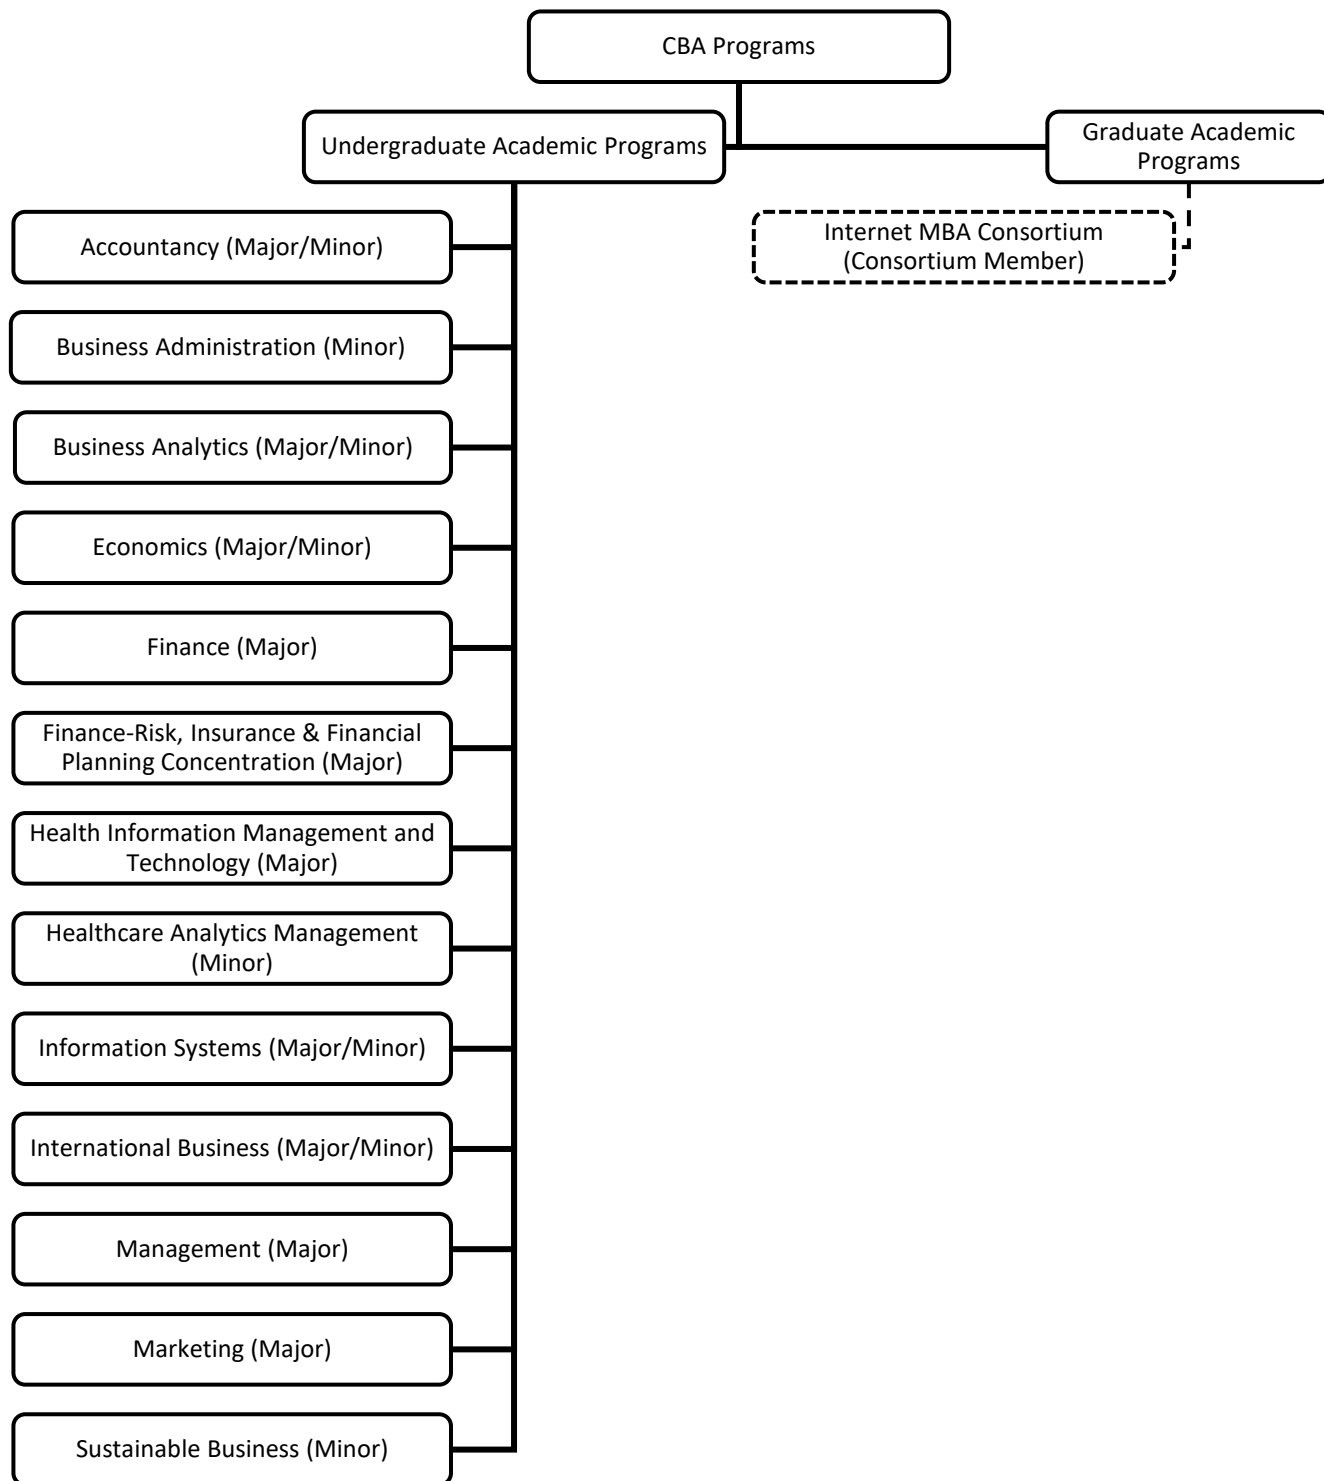 CBA Programs
Undergraduate Academic Programs
Graduate Academic
Programs
Internet MBA Consortium
(Consortium Member)
Accountancy (Major/Minor)
Business Administration (Minor)
Business Analytics (Major/Minor)
Economics (Major/Minor)
Finance (Major)
Finance-Risk, Insurance & Financial
Planning Concentration (Major)
Health Information Management and
Technology (Major)
Healthcare Analytics Management
(Minor)
Information Systems (Major/Minor)
International Business (Major/Minor)
Management (Major)
Marketing (Major)
Sustainable Business (Minor)